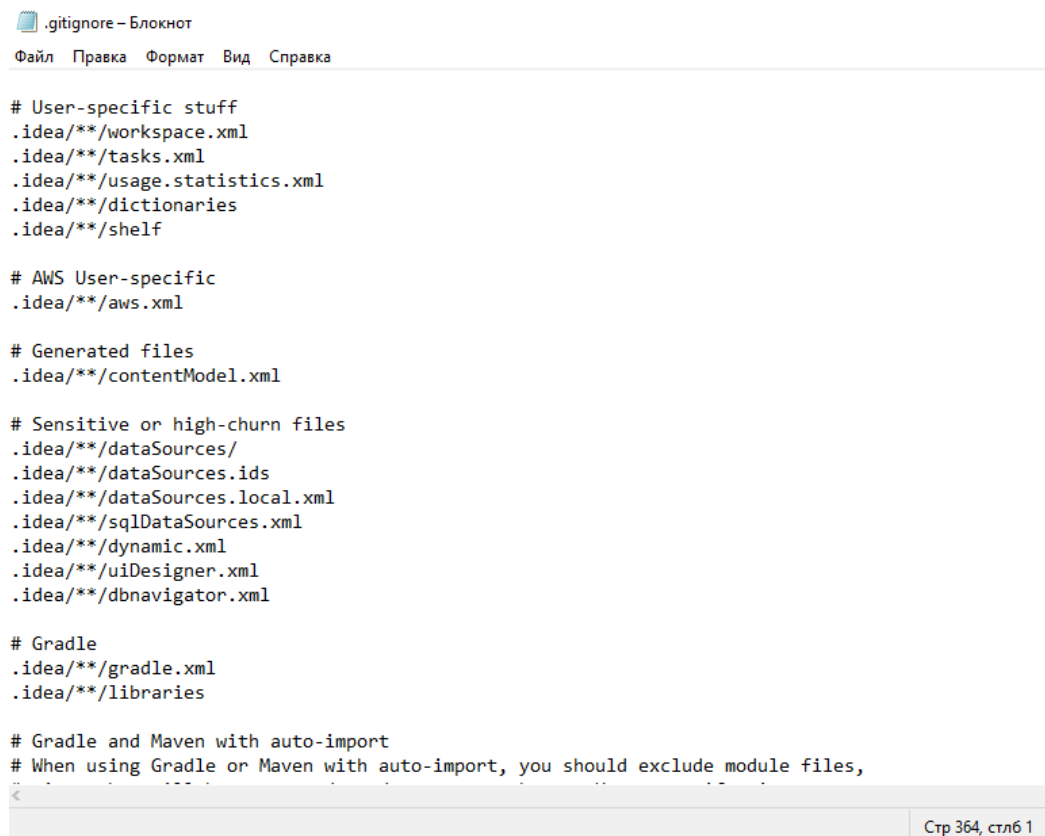 .gitignore – Блокнот
Файл Правка Формат Вид Справка
# User-specific stuff
.idea/**/workspace.xml
.idea/**/tasks.xml
.idea/**/usage.statistics.xml
.idea/**/dictionaries
.idea/**/shelf
# AWS User-specific
.idea/**/aws.xml
# Generated files
.idea/**/contentModel.xml
# Sensitive or high-churn files
.idea/**/dataSources/
.idea/**/dataSources.ids
.idea/**/dataSources.local.xml
.idea/**/sqlDataSources.xml
.idea/**/dynamic.xml
.idea/**/uiDesigner.xml
.idea/**/dbnavigator.xml
# Gradle
.idea/**/gradle.xml
.idea/**/libraries
# Gradle and Maven with auto-import
# When using Gradle or Maven with auto-import, you should exclude module files,
Стр 364, стлб 1